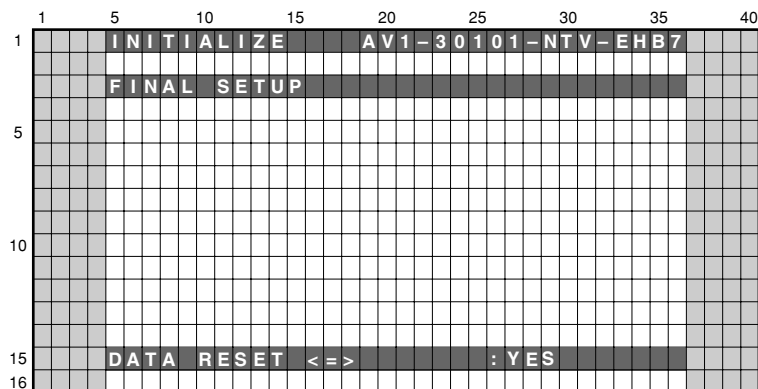 1 5 10 15 20 25 30 35 40
1 INITIALIZE AV1-30101-NTV-EHB7
FINAL SETUP
5
10
15 DATA RESET <=> :YES
16